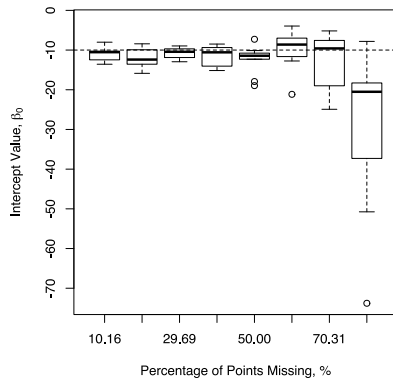 0
-10
-20
-30
-40
-50
-60
-70
Intercept Value, β₀
10.16 29.69 50.00 70.31
Percentage of Points Missing, %